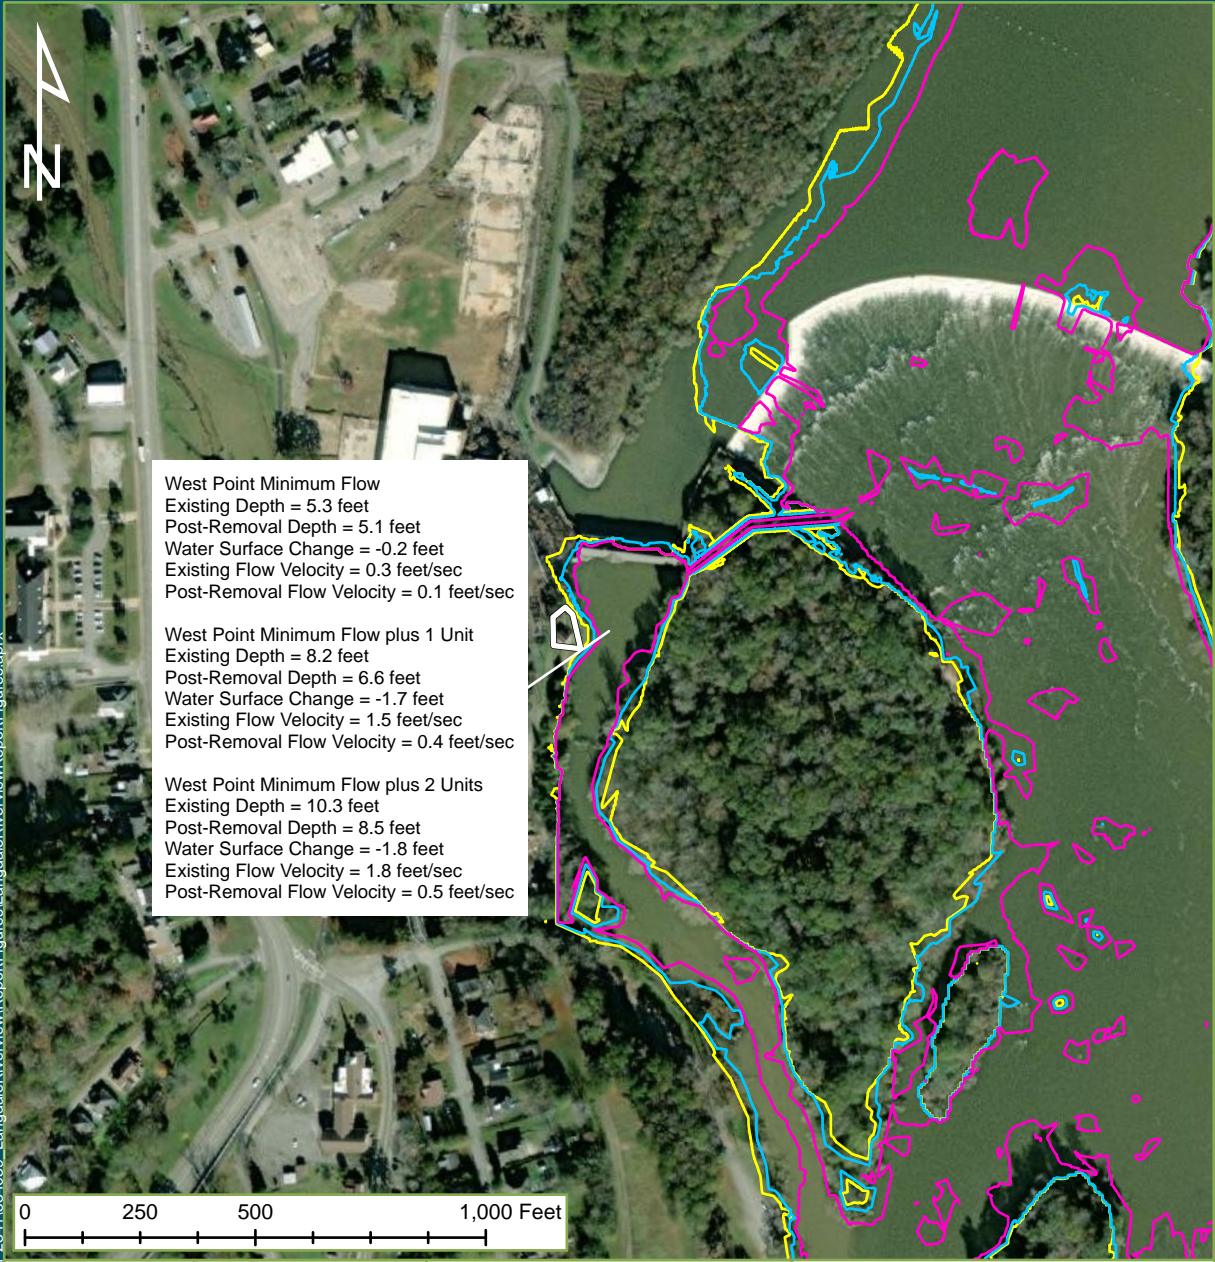 N
West Point Minimum Flow
Existing Depth = 5.3 feet
Post-Removal Depth = 5.1 feet
Water Surface Change = -0.2 feet
Existing Flow Velocity = 0.3 feet/sec
Post-Removal Flow Velocity = 0.1 feet/sec
West Point Minimum Flow plus 1 Unit
Existing Depth = 8.2 feet
Post-Removal Depth = 6.6 feet
Water Surface Change = -1.7 feet
Existing Flow Velocity = 1.5 feet/sec
Post-Removal Flow Velocity = 0.4 feet/sec
West Point Minimum Flow plus 2 Units
Existing Depth = 10.3 feet
Post-Removal Depth = 8.5 feet
Water Surface Change = -1.8 feet
Existing Flow Velocity = 1.8 feet/sec
Post-Removal Flow Velocity = 0.5 feet/sec
0 250 500 1,000 Feet